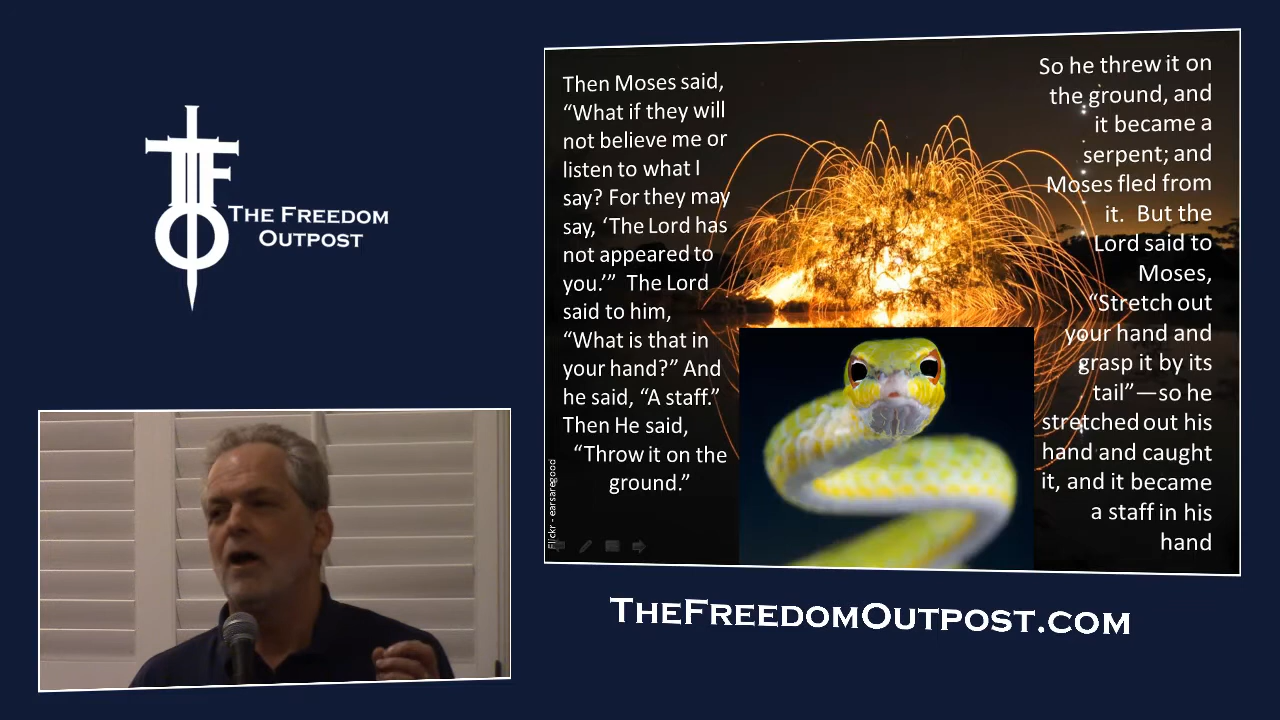 TF
THE FREEDOM
OUTPOST
Then Moses said,
“What if they will
not believe me or
listen to what I
say? For they may
say, ‘The Lord has
not appeared to
you.’”  The Lord
said to him,
“What is that in
your hand?” And
he said, “A staff.”
Then He said,
“Throw it on the
ground.”
Flickr - earsaregood
So he threw it on
the ground, and
it became a
serpent; and
Moses fled from
it.  But the
Lord said to
Moses,
“Stretch out
your hand and
grasp it by its
tail”—so he
stretched out his
hand and caught
it, and it became
a staff in his
hand
THEFREEDOMOUTPOST.COM